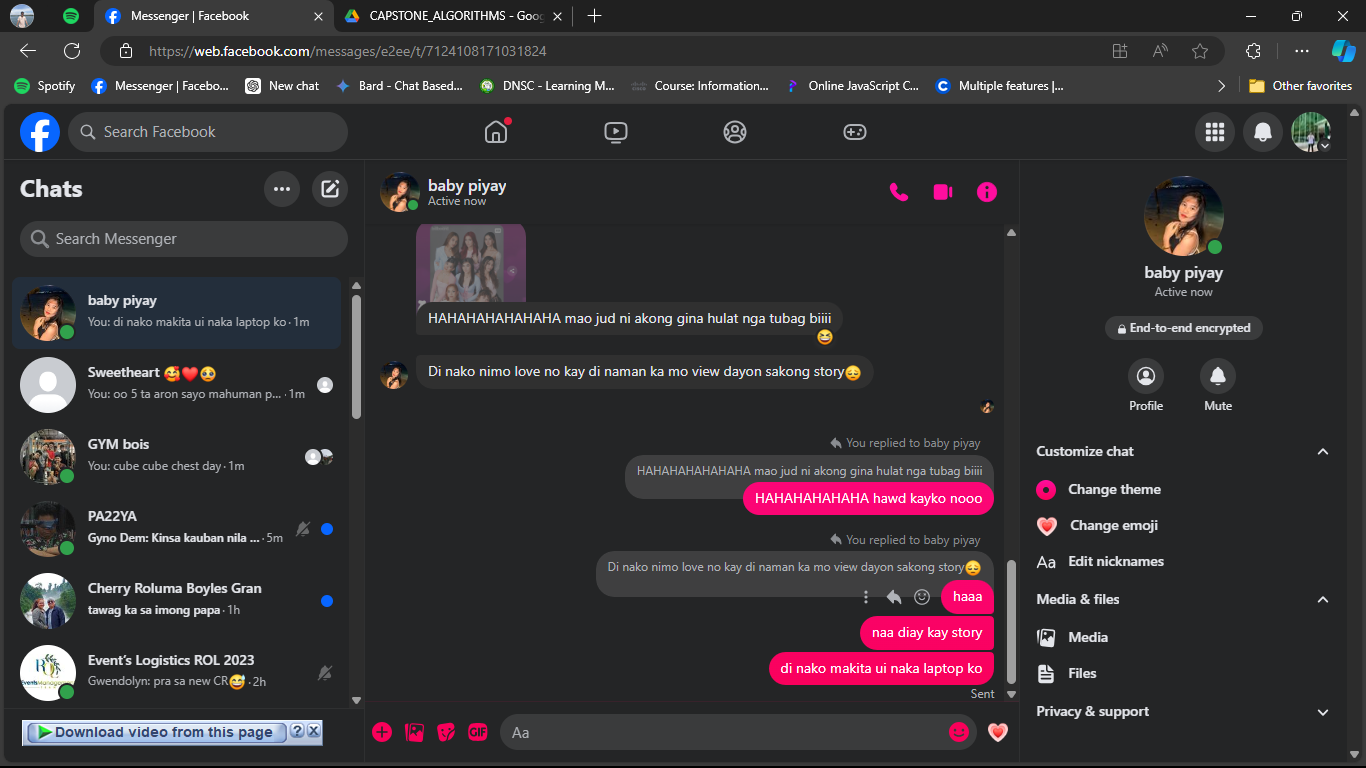 Messenger | Facebook
CAPSTONE_ALGORITHMS - Goog
https://web.facebook.com/messages/e2ee/t/7124108171031824
Spotify
Messenger | Facebo...
New chat
Bard - Chat Based...
DNSC - Learning M...
Course: Information...
Online JavaScript C...
Multiple features |...
Other favorites
Search Facebook
Chats
Search Messenger
baby piyay
You: di nako makita ui naka laptop ko · 1m
Sweetheart 🥰❤️🥹
You: oo 5 ta aron sayo mahuman p... · 1m
GYM bois
You: cube cube chest day · 1m
PA22YA
Gyno Dem: Kinsa kauban nila ... · 5m
Cherry Roluma Boyles Gran
tawag ka sa imong papa · 1h
Event's Logistics ROL 2023
Gwendolyn: pra sa new CR😅 · 2h
Download video from this page
baby piyay
Active now
HAHAHAHAHAHAHA mao jud ni akong gina hulat nga tubag biiii
😆
Di nako nimo love no kay di naman ka mo view dayon sakong story😔
You replied to baby piyay
HAHAHAHAHAHAHA mao jud ni akong gina hulat nga tubag biiii
HAHAHAHAHAHA hawd kayko nooo
You replied to baby piyay
Di nako nimo love no kay di naman ka mo view dayon sakong story😔
haaa
naa diay kay story
di nako makita ui naka laptop ko
Sent
GIF
Aa
baby piyay
Active now
End-to-end encrypted
Profile
Mute
Customize chat
Change theme
Change emoji
Aa Edit nicknames
Media & files
Media
Files
Privacy & support